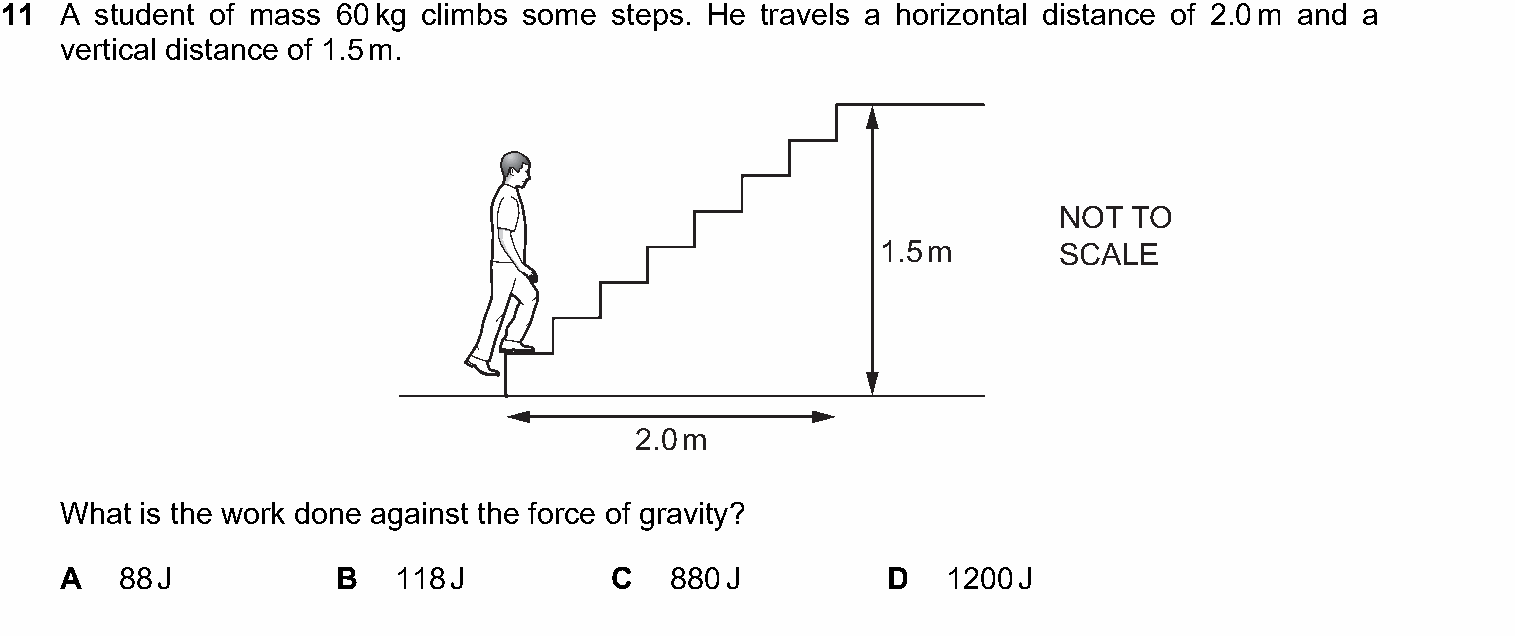 11 A student of mass 60 kg climbs some steps. He travels a horizontal distance of 2.0 m and a
vertical distance of 1.5 m.
1.5 m
NOT TO
SCALE
2.0 m
What is the work done against the force of gravity?
A 88 J B 118 J C 880 J D 1200 J